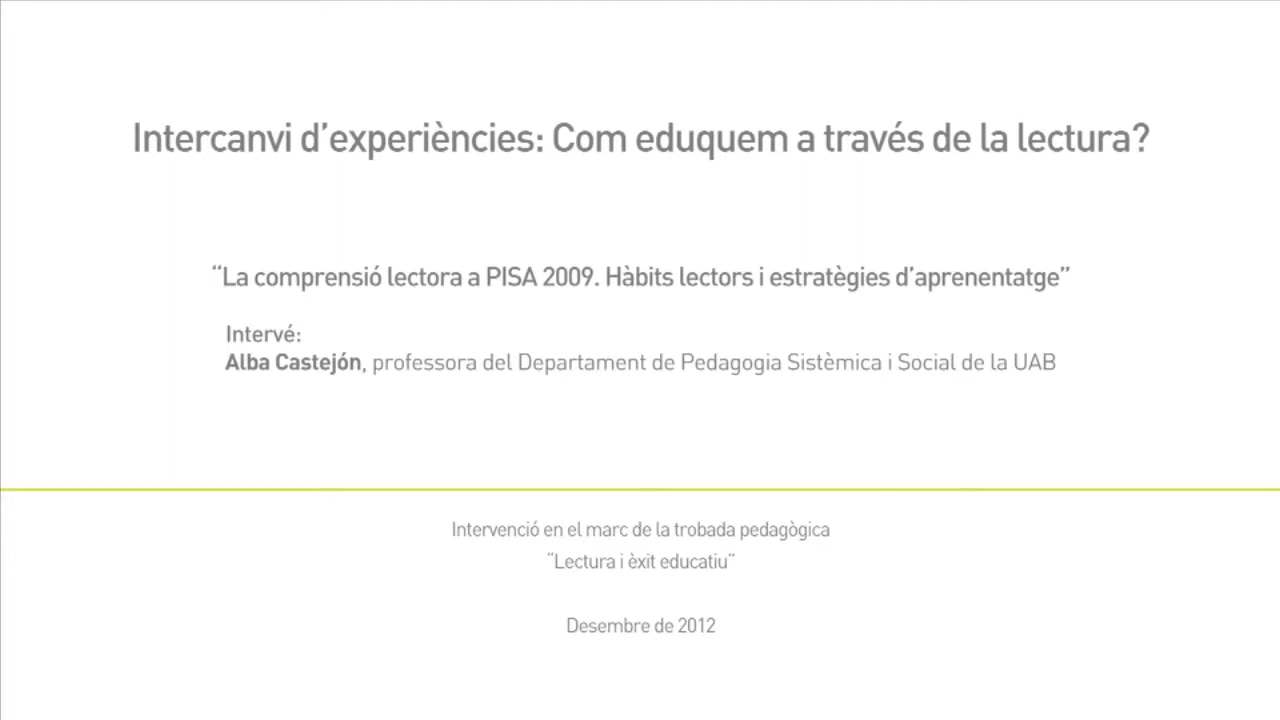 Intercanvi d'experiències: Com eduquem a través de la lectura?
“La comprensió lectora a PISA 2009. Hàbits lectors i estratègies d'aprenentatge”
Intervé:
Alba Castejón, professora del Departament de Pedagogia Sistèmica i Social de la UAB
Intervenció en el marc de la trobada pedagògica
“Lectura i èxit educatiu”
Desembre de 2012